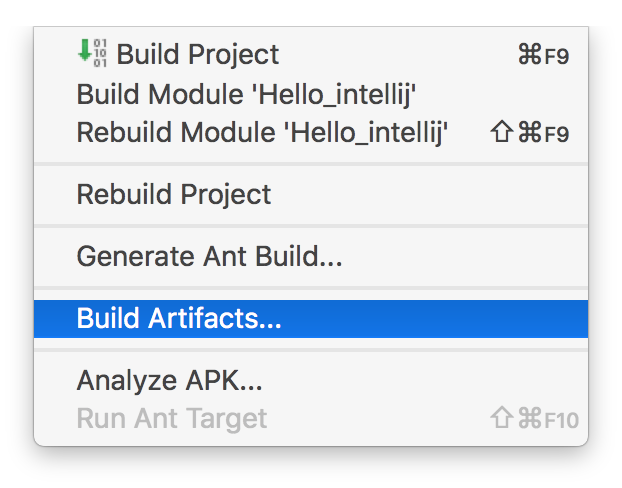 Build Project ⌘F9
Build Module 'Hello_intellij'
Rebuild Module 'Hello_intellij' ⇧⌘F9
Rebuild Project
Generate Ant Build...
Build Artifacts...
Analyze APK...
Run Ant Target ⇧⌘F10